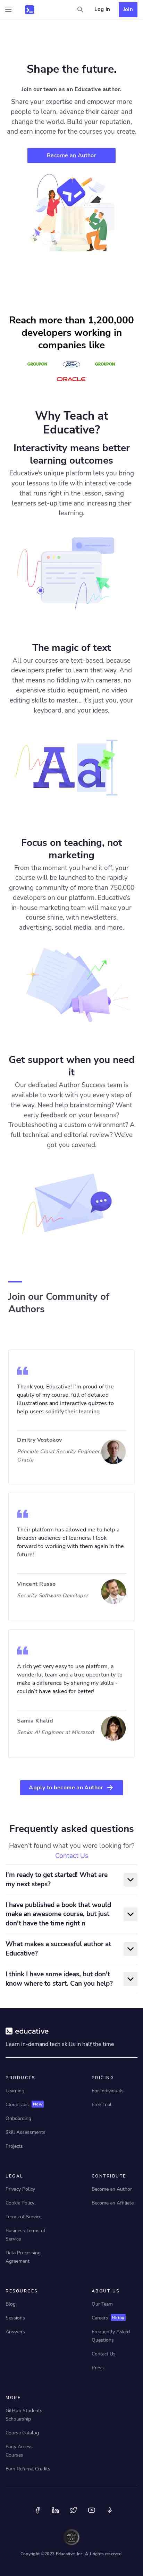 Log In
Join
Shape the future.
Join our team as an Educative author.
Share your expertise and empower more
people to learn, advance their career and
change the world. Build your reputation,
and earn income for the courses you create.
Become an Author
Reach more than 1,200,000
developers working in
companies like
GROUPON
Ford
GROUPON
ORACLE
Why Teach at
Educative?
Interactivity means better
learning outcomes
Educative's unique platform lets you bring
your lessons to life with interactive tools
that run right in the lesson, saving
learners set-up time and increasing their
learning.
The magic of text
All our courses are text-based, because
developers prefer to learn that way. And
that means no fiddling with cameras, no
expensive studio equipment, no video
editing skills to master... it's just you, your
keyboard, and your ideas.
Aa
Focus on teaching, not
marketing
From the moment you hand it off, your
course will be launched to the rapidly
growing community of more than 750,000
developers on our platform. Educative's
in-house marketing team will make your
course shine, with newsletters,
advertising, social media, and more.
Get support when you need
it
Our dedicated Author Success team is
available to work with you every step of
the way. Need help brainstorming? Want
early feedback on your lessons?
Troubleshooting a custom environment? A
full technical and editorial review? We've
got you covered.
Join our Community of
Authors
Thank you, Educative! I'm proud of the
quality of my course, full of detailed
illustrations and interactive quizzes to
help users solidify their learning
Dmitry Vostokov
Principle Cloud Security Engineer
Oracle
Their platform has allowed me to help a
broader audience of learners. I look
forward to working with them again in the
future!
Vincent Russo
Security Software Developer
A rich yet very easy to use platform, a
wonderful team and a true opportunity to
make a difference by sharing my skills -
couldn't have asked for better!
Samia Khalid
Senior AI Engineer at Microsoft
Apply to become an Author
Frequently asked questions
Haven't found what you were looking for?
Contact Us
I'm ready to get started! What are
my next steps?
I have published a book that would
make an awesome course, but just
don't have the time right n
What makes a successful author at
Educative?
I think I have some ideas, but don't
know where to start. Can you help?
educative
Learn in-demand tech skills in half the time
PRODUCTS
Learning
CloudLabs New
Onboarding
Skill Assessments
Projects
PRICING
For Individuals
Free Trial
LEGAL
Privacy Policy
Cookie Policy
Terms of Service
Business Terms of
Service
Data Processing
Agreement
CONTRIBUTE
Become an Author
Become an Affiliate
RESOURCES
Blog
Sessions
Answers
ABOUT US
Our Team
Careers Hiring
Frequently Asked
Questions
Contact Us
Press
MORE
GitHub Students
Scholarship
Course Catalog
Early Access
Courses
Earn Referral Credits
Copyright ©2023 Educative, Inc. All rights reserved.